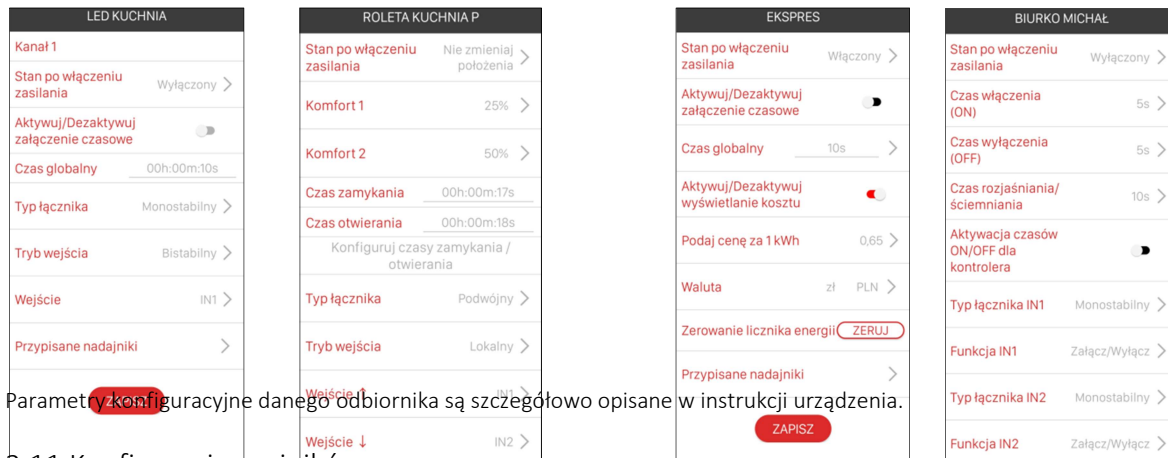 LED KUCHNIA
Kanał 1
Stan po włączeniu
zasilania
Wyłączony
Aktywuj/Dezaktywuj
załączenie czasowe
Czas globalny
00h:00m:10s
Typ łącznika
Monostabilny
Tryb wejścia
Bistabilny
Wejście
IN1
Przypisane nadajniki
ZAPISZ
ROLETA KUCHNIA P
Stan po włączeniu
zasilania
Nie zmieniaj
położenia
Komfort 1
25%
Komfort 2
50%
Czas zamykania
00h:00m:17s
Czas otwierania
00h:00m:18s
Konfiguruj czasy zamykania /
otwierania
Typ łącznika
Podwójny
Tryb wejścia
Lokalny
Wejście ↑
IN1
Wejście ↓
IN2
EKSPRES
Stan po włączeniu
zasilania
Włączony
Aktywuj/Dezaktywuj
załączenie czasowe
Czas globalny
10s
Aktywuj/Dezaktywuj
wyświetlanie kosztu
Podaj cenę za 1 kWh
0,65
Waluta
zł PLN
Zerowanie licznika energii
ZERUJ
Przypisane nadajniki
ZAPISZ
BIURKO MICHAŁ
Stan po włączeniu
zasilania
Wyłączony
Czas włączenia
(ON)
5s
Czas wyłączenia
(OFF)
5s
Czas rozjaśniania/
ściemniania
10s
Aktywacja czasów
ON/OFF dla
kontrolera
Typ łącznika IN1
Monostabilny
Funkcja IN1
Załącz/Wyłącz
Typ łącznika IN2
Monostabilny
Funkcja IN2
Załącz/Wyłącz
Parametry konfiguracyjne danego odbiornika są szczegółowo opisane w instrukcji urządzenia.